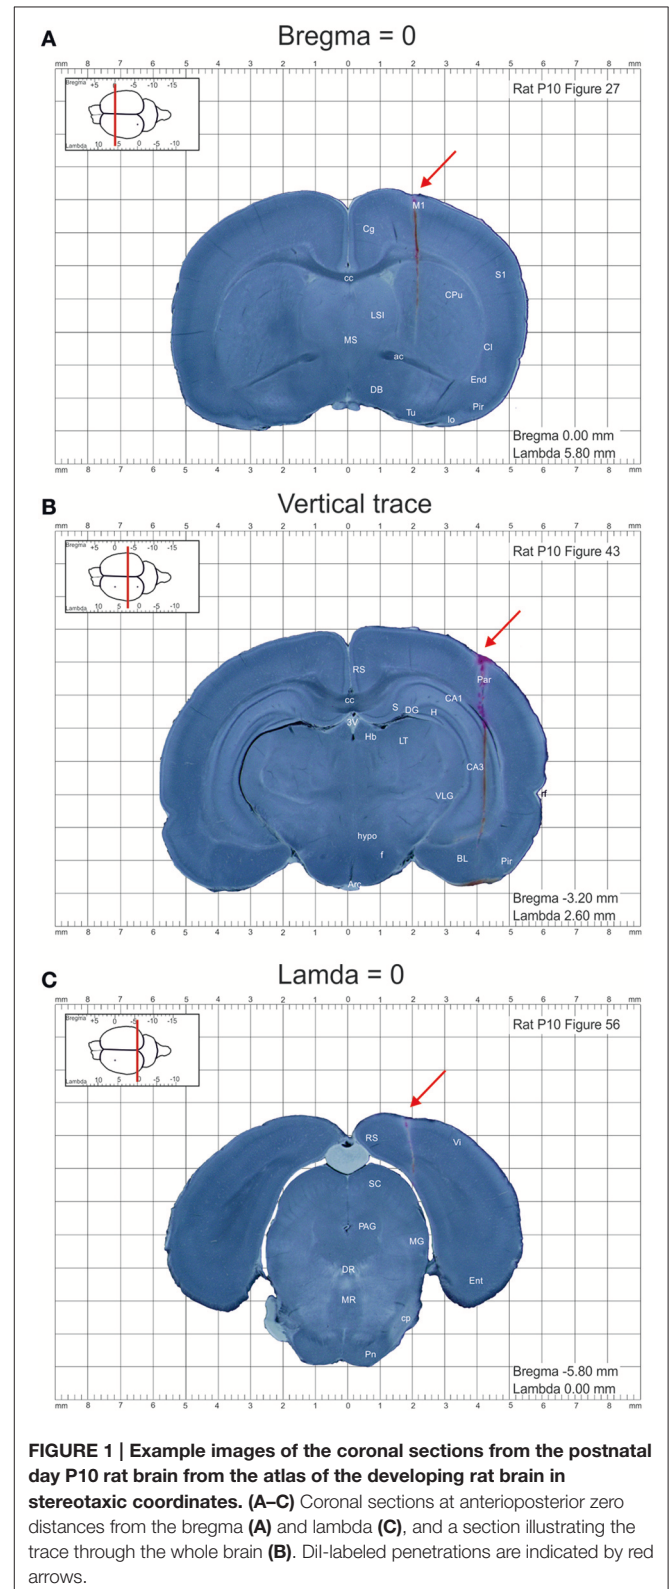 A
Bregma = 0
mm 8 7 6 5 4 3 2 1 0 1 2 3 4 5 6 7 8 mm
Bregma +5 0 -5 -10 -15
Lambda 10 5 0 -5 -10
Rat P10 Figure 27
M1
Cg
S1
cc
CPu
LSI
MS
Cl
ac
End
DB
Pir
Tu
lo
Bregma 0.00 mm
Lambda 5.80 mm
mm 8 7 6 5 4 3 2 1 0 1 2 3 4 5 6 7 8 mm
B
Vertical trace
mm 8 7 6 5 4 3 2 1 0 1 2 3 4 5 6 7 8 mm
Bregma +5 0 -5 -10 -15
Lambda 10 5 0 -5 -10
Rat P10 Figure 43
RS
Par
cc
CA1
S DG H
3V
Hb
LT
CA3
VLG
rf
hypo
f
BL
Pir
Arc
Bregma -3.20 mm
Lambda 2.60 mm
mm 8 7 6 5 4 3 2 1 0 1 2 3 4 5 6 7 8 mm
C
Lamda = 0
mm 8 7 6 5 4 3 2 1 0 1 2 3 4 5 6 7 8 mm
Bregma +5 0 -5 -10 -15
Lambda 10 5 0 -5 -10
Rat P10 Figure 56
RS
Vi
SC
PAG
MG
DR
Ent
MR
cp
Pn
Bregma -5.80 mm
Lambda 0.00 mm
mm 8 7 6 5 4 3 2 1 0 1 2 3 4 5 6 7 8 mm
FIGURE 1 | Example images of the coronal sections from the postnatal
day P10 rat brain from the atlas of the developing rat brain in
stereotaxic coordinates. (A–C) Coronal sections at anterioposterior zero
distances from the bregma (A) and lambda (C), and a section illustrating the
trace through the whole brain (B). DiI-labeled penetrations are indicated by red
arrows.